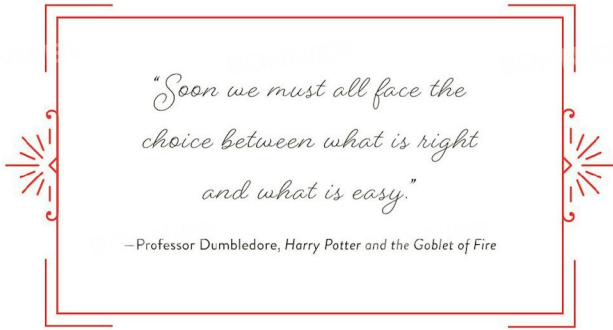 “Soon we must all face the
choice between what is right
and what is easy.”
—Professor Dumbledore, Harry Potter and the Goblet of Fire